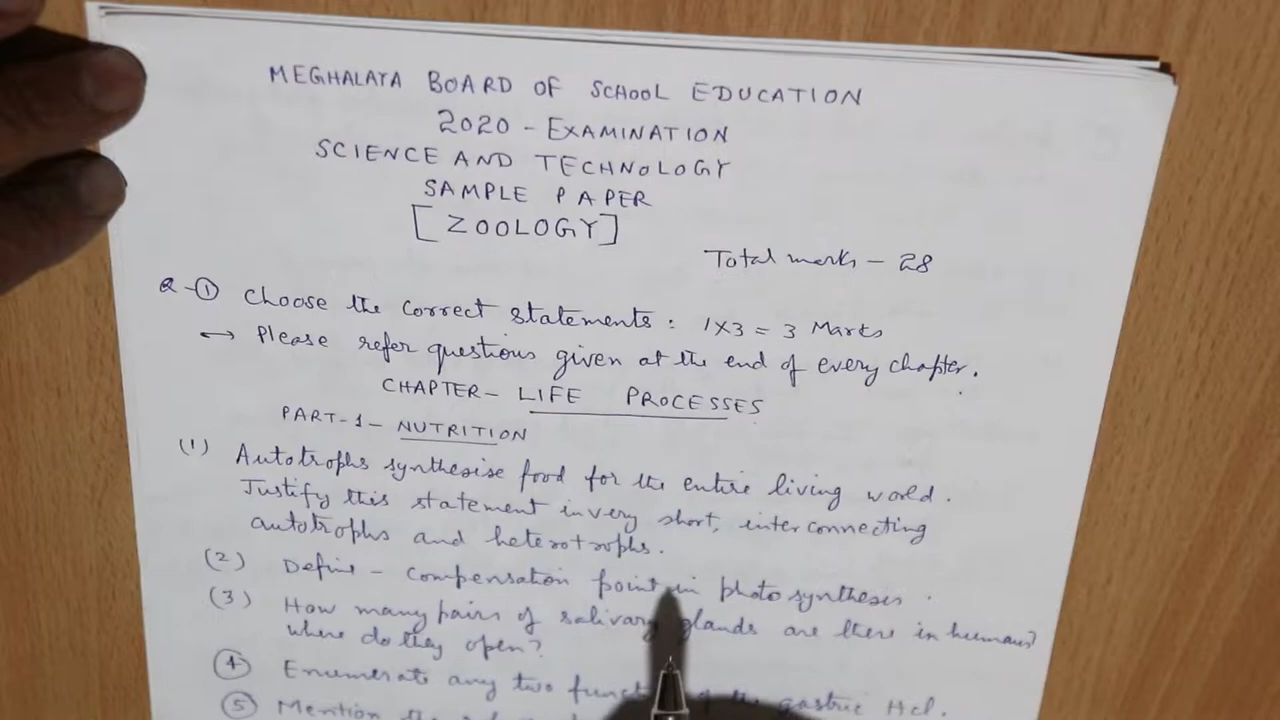 MEGHALAYA BOARD OF SCHOOL EDUCATION
2020 - EXAMINATION
SCIENCE AND TECHNOLOGY
SAMPLE PAPER
[ZOOLOGY]
Total marks - 28
Q-① Choose the correct statements: 1X3 = 3 Marks
↪ Please refer questions given at the end of every chapter.
CHAPTER - LIFE PROCESSES
PART-1- NUTRITION
(1) Autotrophs synthesise food for the entire living world.
Justify this statement in very short, interconnecting
autotrophs and heterotrophs.
(2) Define - compensation point in photosynthesis.
(3) How many pairs of salivary glands are there in humans?
where do they open?
④ Enumerate any two the gastric Hcl.
⑤ Mention the